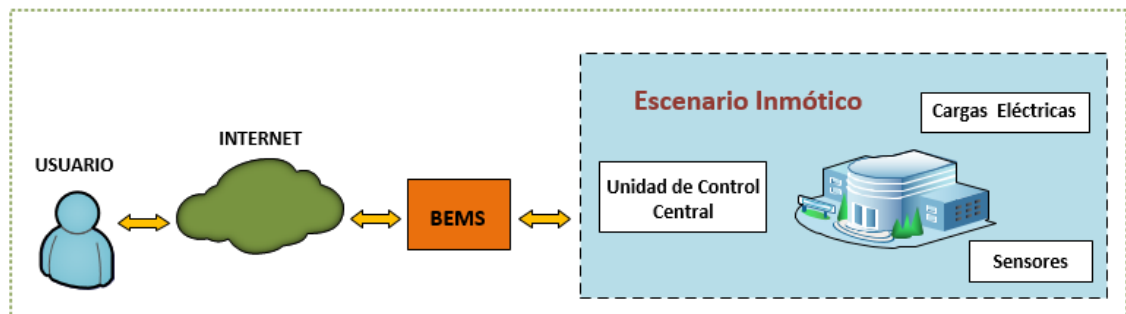 USUARIO
INTERNET
BEMS
Escenario Inmótico
Cargas Eléctricas
Unidad de Control
Central
Sensores